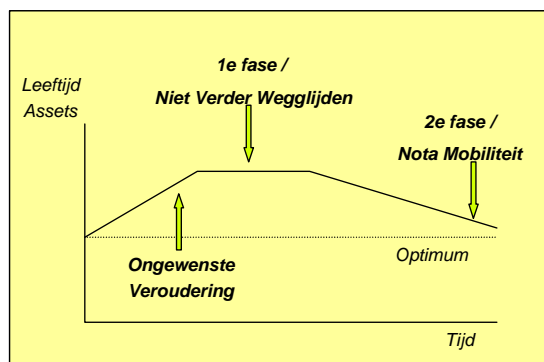 1e fase /
Niet Verder Wegglijden
Leeftijd
Assets
2e fase /
Nota Mobiliteit
Optimum
Ongewenste
Veroudering
Tijd